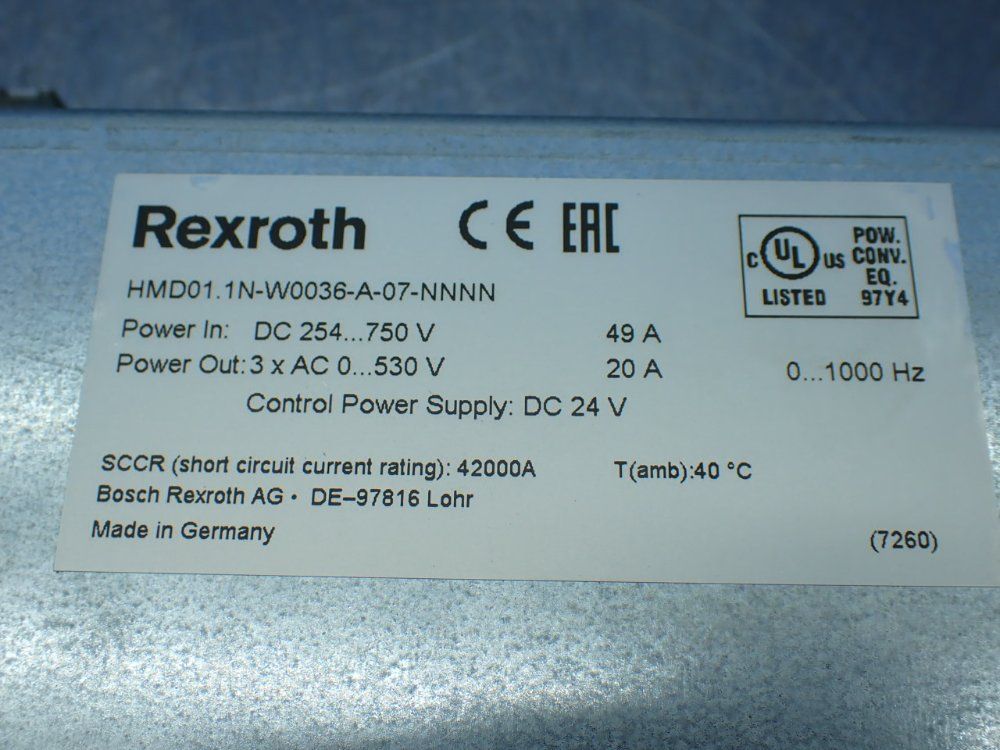 Rexroth CE EAC
HMD01.1N-W0036-A-07-NNNN
C UL US LISTED
POW.
CONV.
EQ.
97Y4
Power In: DC 254...750 V 49 A
Power Out: 3 x AC 0...530 V 20 A 0...1000 Hz
Control Power Supply: DC 24 V
SCCR (short circuit current rating): 42000A T(amb):40 °C
Bosch Rexroth AG • DE–97816 Lohr
Made in Germany (7260)